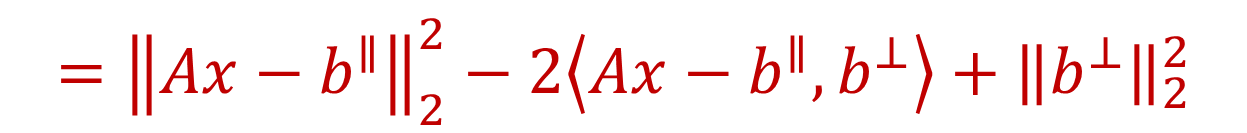 = ‖Ax − b^∥‖₂² − 2⟨Ax − b^∥, b^⊥⟩ + ‖b^⊥‖₂²